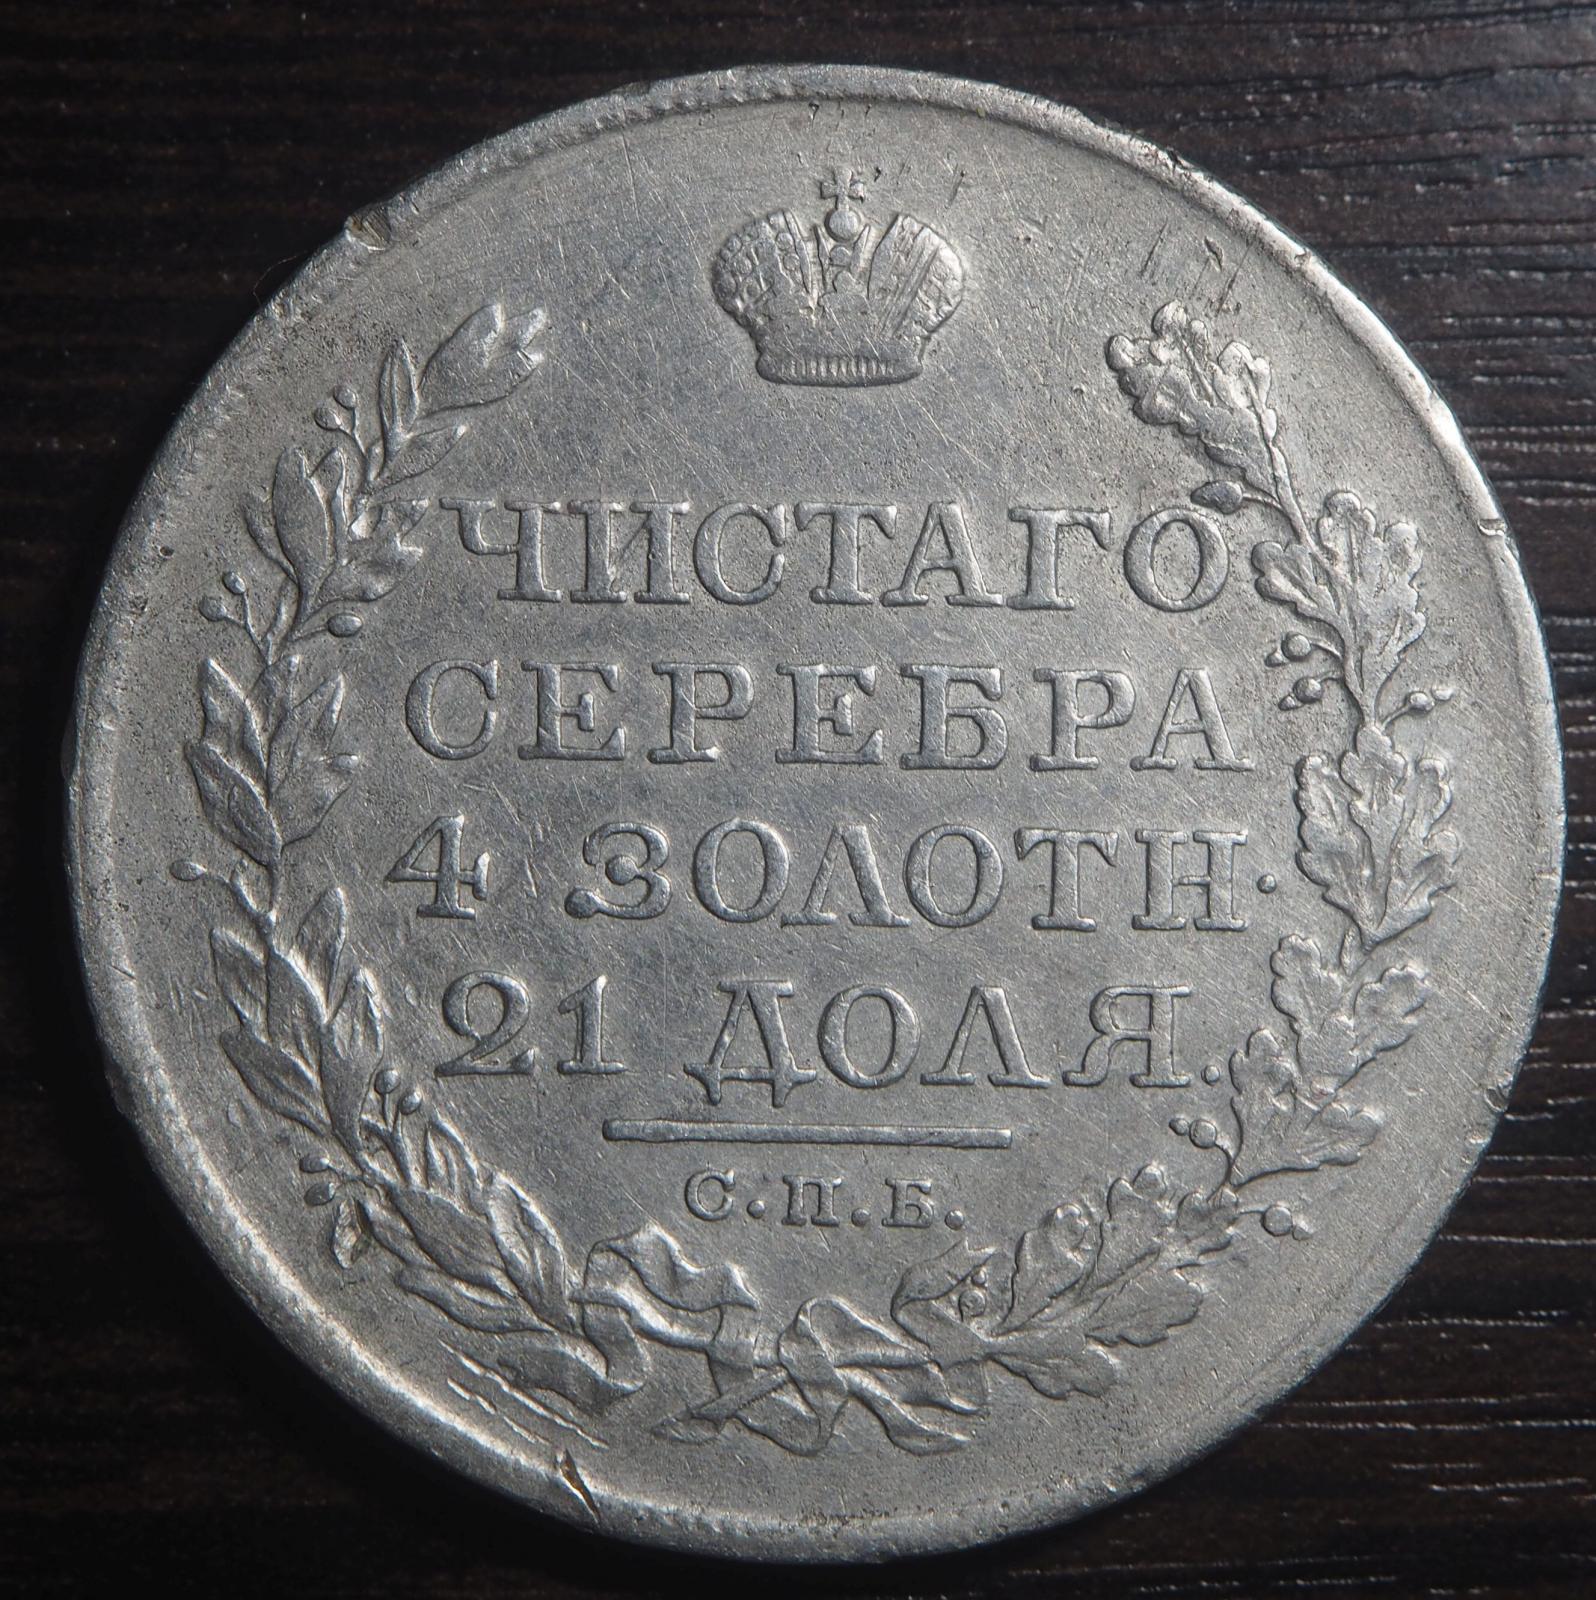 ЧИСТАГО
СЕРЕБРА
4 ЗОЛОТН·
21 ДОЛЯ.
С.П.Б.